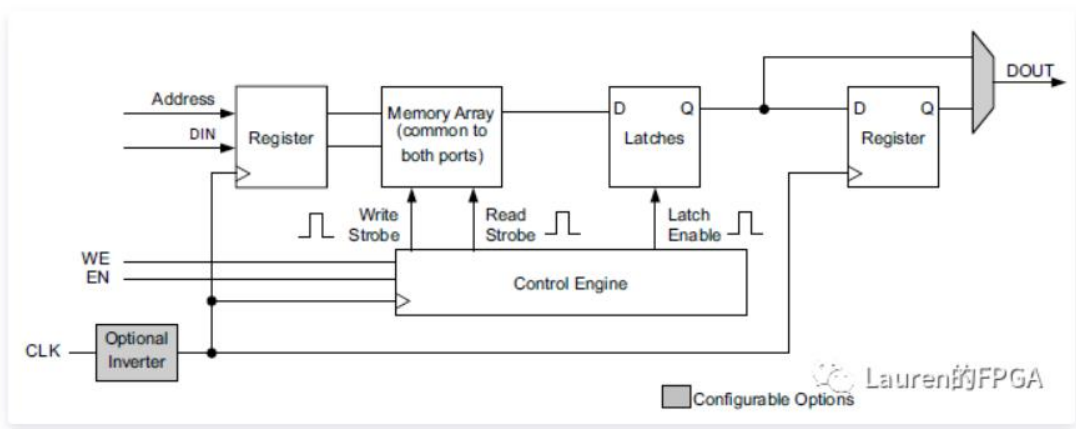 Address
DIN
Register
Memory Array
(common to
both ports)
D
Q
Latches
D
Q
Register
DOUT
Write
Strobe
Read
Strobe
Latch
Enable
WE
EN
Control Engine
CLK
Optional
Inverter
Configurable Options
Lauren的FPGA